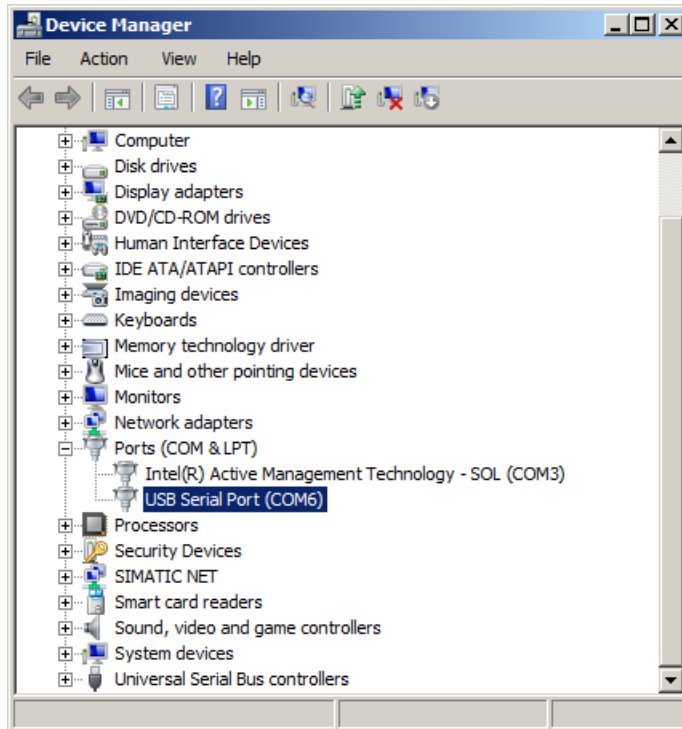 Device Manager
File Action View Help
Computer
Disk drives
Display adapters
DVD/CD-ROM drives
Human Interface Devices
IDE ATA/ATAPI controllers
Imaging devices
Keyboards
Memory technology driver
Mice and other pointing devices
Monitors
Network adapters
Ports (COM & LPT)
Intel(R) Active Management Technology - SOL (COM3)
USB Serial Port (COM6)
Processors
Security Devices
SIMATIC NET
Smart card readers
Sound, video and game controllers
System devices
Universal Serial Bus controllers